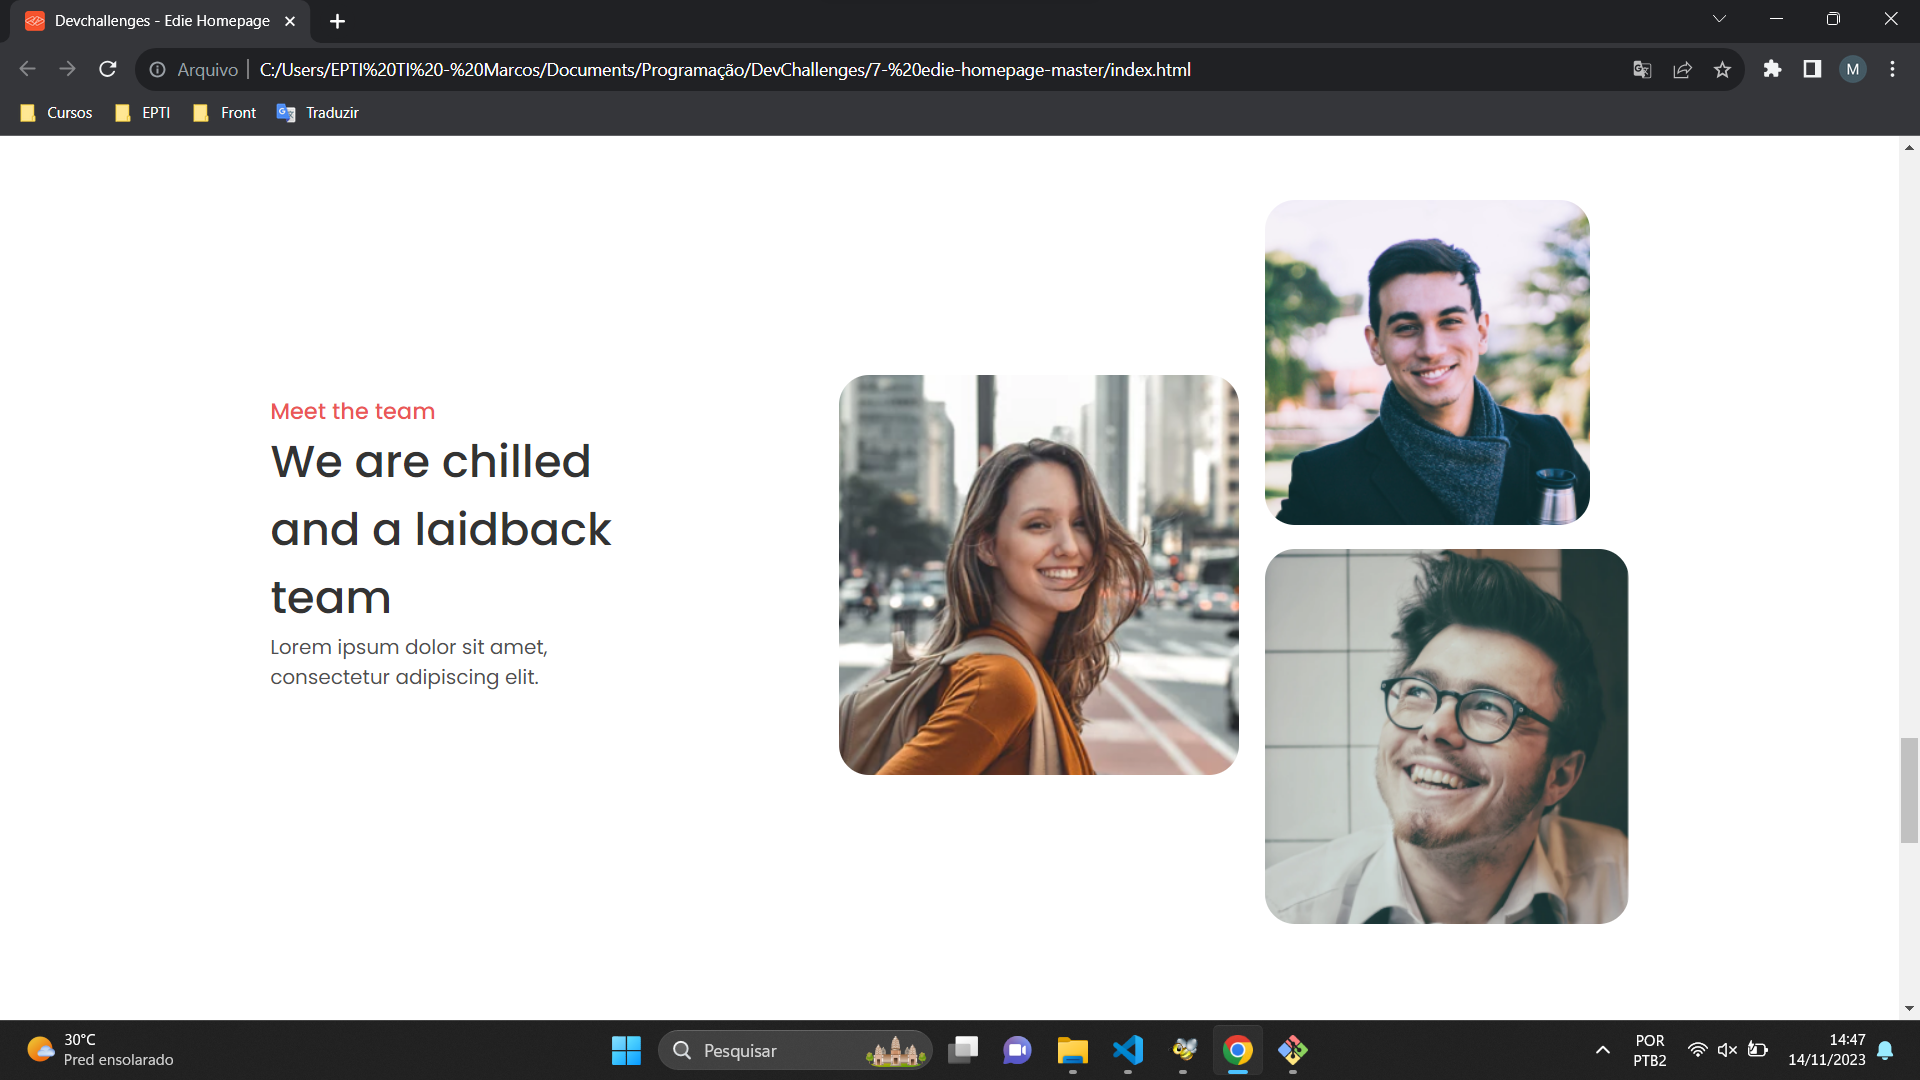 Devchallenges - Edie Homepage
Arquivo
C:/Users/EPTI%20TI%20-%20Marcos/Documents/Programação/DevChallenges/7-%20edie-homepage-master/index.html
M
Cursos
EPTI
Front
Traduzir
Meet the team
We are chilled
and a laidback
team
Lorem ipsum dolor sit amet,
consectetur adipiscing elit.
30°C
Pred ensolarado
Pesquisar
POR
PTB2
14:47
14/11/2023